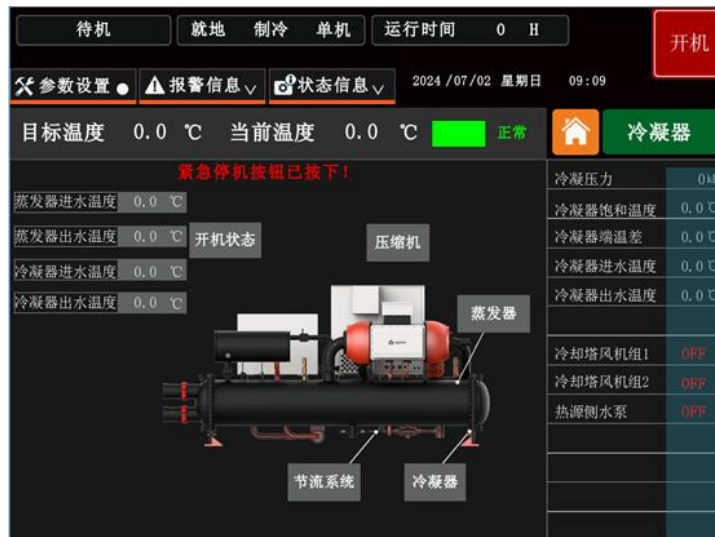 待机 就地 制冷 单机 运行时间 0 H 开机
参数设置 报警信息 状态信息 2024 /07/02 星期日 09:09
目标温度 0.0 ℃ 当前温度 0.0 ℃ 正常 冷凝器
紧急停机按钮已按下！
蒸发器进水温度 0.0 ℃
蒸发器出水温度 0.0 ℃
冷凝器进水温度 0.0 ℃
冷凝器出水温度 0.0 ℃
开机状态
压缩机
蒸发器
节流系统
冷凝器
冷凝压力 0
冷凝器饱和温度 0.0
冷凝器端温差 0.0
冷凝器进水温度 0.0
冷凝器出水温度 0.0
冷却塔风机组1 OFF
冷却塔风机组2 OFF
热源侧水泵 OFF